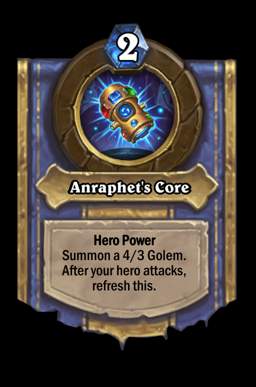 2
Anraphet's Core
Hero Power
Summon a 4/3 Golem.
After your hero attacks,
refresh this.